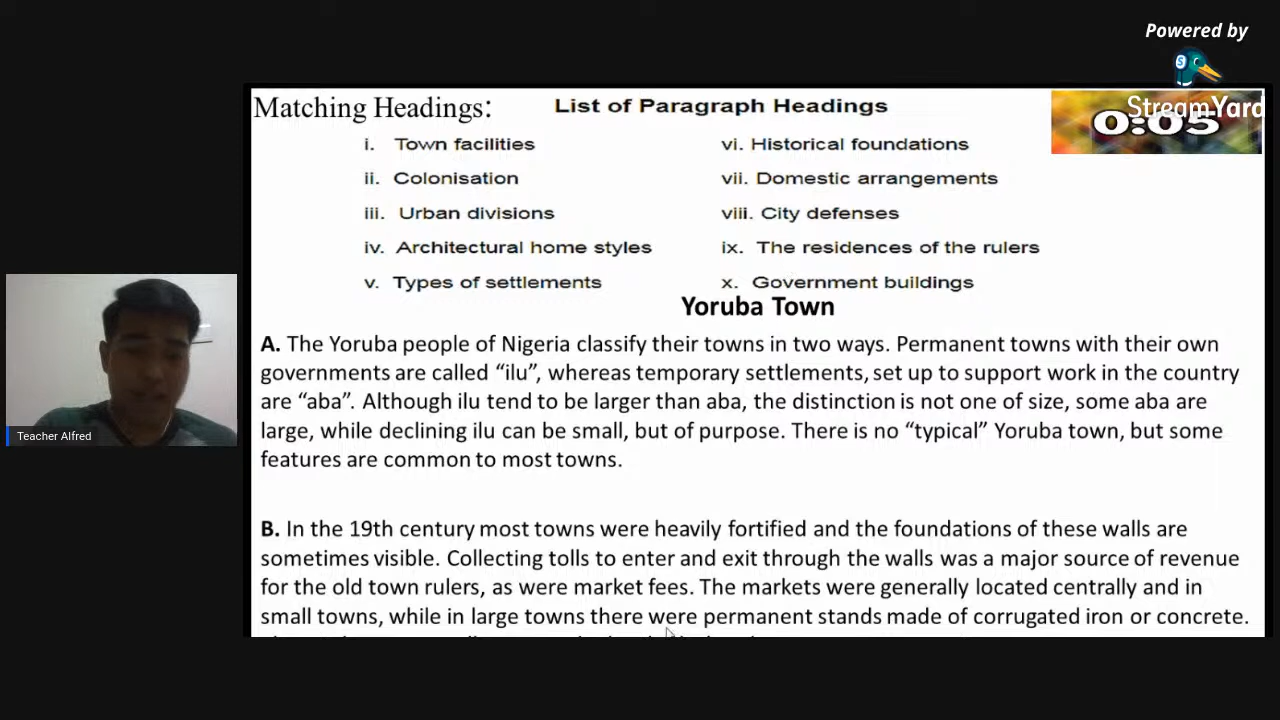 Powered by
StreamYard
Matching Headings:
List of Paragraph Headings
0:05
i. Town facilities
ii. Colonisation
iii. Urban divisions
iv. Architectural home styles
v. Types of settlements
vi. Historical foundations
vii. Domestic arrangements
viii. City defenses
ix. The residences of the rulers
x. Government buildings
Yoruba Town
A. The Yoruba people of Nigeria classify their towns in two ways. Permanent towns with their own
governments are called “ilu”, whereas temporary settlements, set up to support work in the country
are “aba”. Although ilu tend to be larger than aba, the distinction is not one of size, some aba are
large, while declining ilu can be small, but of purpose. There is no “typical” Yoruba town, but some
features are common to most towns.
B. In the 19th century most towns were heavily fortified and the foundations of these walls are
sometimes visible. Collecting tolls to enter and exit through the walls was a major source of revenue
for the old town rulers, as were market fees. The markets were generally located centrally and in
small towns, while in large towns there were permanent stands made of corrugated iron or concrete.
Teacher Alfred